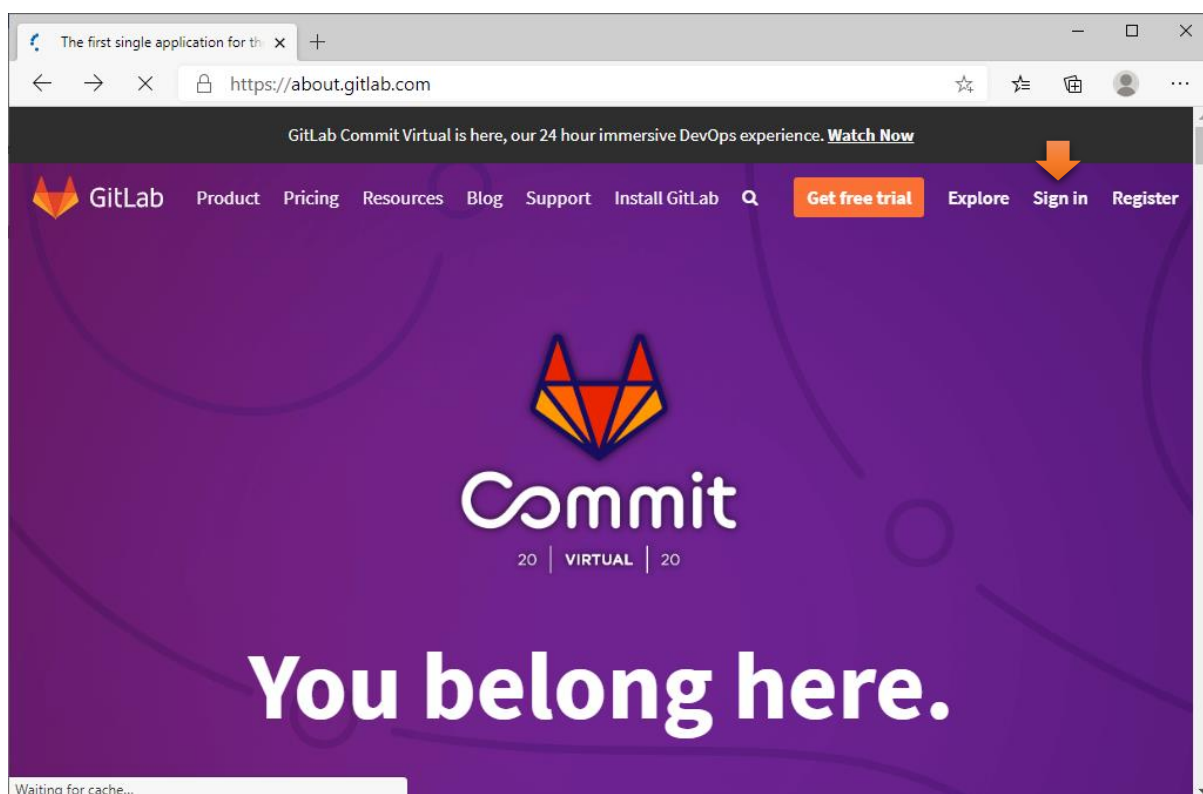 The first single application for th
https://about.gitlab.com
GitLab Commit Virtual is here, our 24 hour immersive DevOps experience. Watch Now
GitLab Product Pricing Resources Blog Support Install GitLab Get free trial Explore Sign in Register
Commit
20 | VIRTUAL | 20
You belong here.
Waiting for cache...